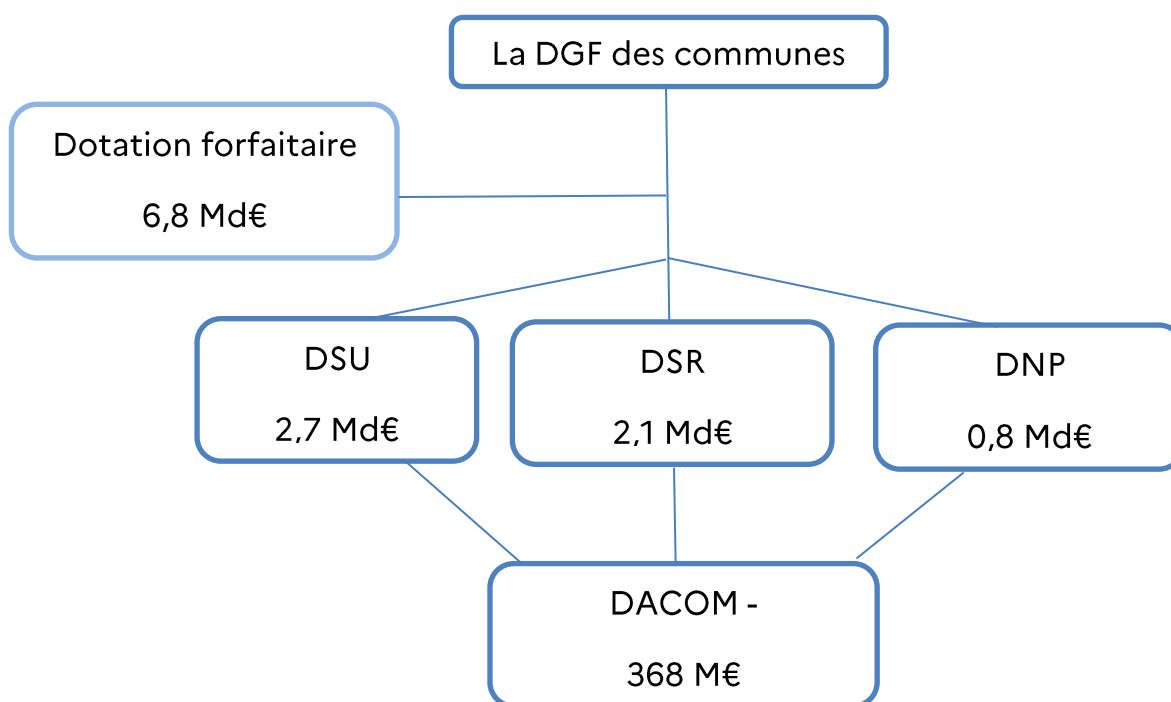 La DGF des communes
Dotation forfaitaire
6,8 Md€
DSU
2,7 Md€
DSR
2,1 Md€
DNP
0,8 Md€
DACOM -
368 M€